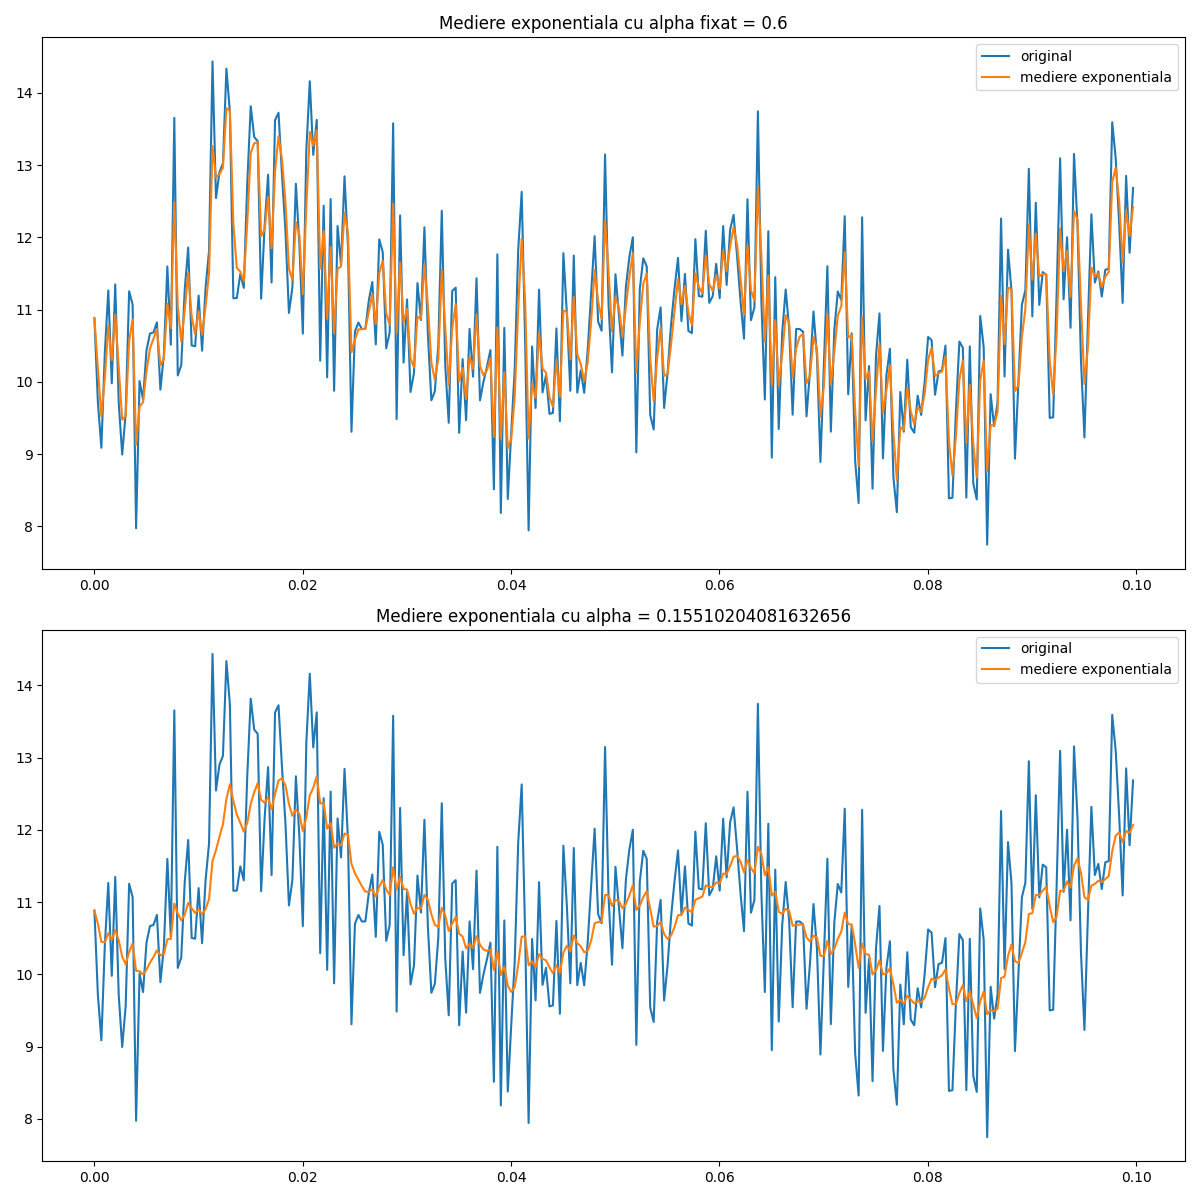 Mediere exponentiala cu alpha fixat = 0.6
original
mediere exponentiala
14
13
12
11
10
9
8
0.00 0.02 0.04 0.06 0.08 0.10
Mediere exponentiala cu alpha = 0.15510204081632656
original
mediere exponentiala
14
13
12
11
10
9
8
0.00 0.02 0.04 0.06 0.08 0.10